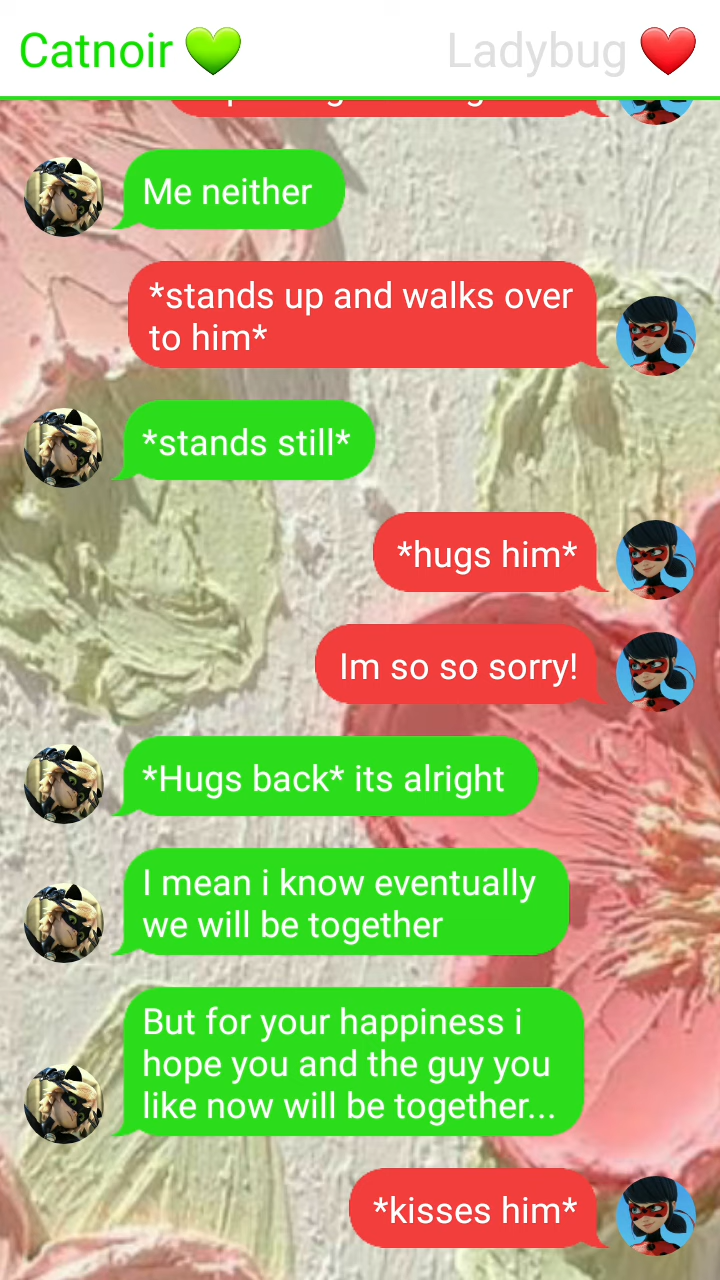 Catnoir 💚
Ladybug ❤️
Me neither
*stands up and walks over
to him*
*stands still*
*hugs him*
Im so so sorry!
*Hugs back* its alright
I mean i know eventually
we will be together
But for your happiness i
hope you and the guy you
like now will be together...
*kisses him*